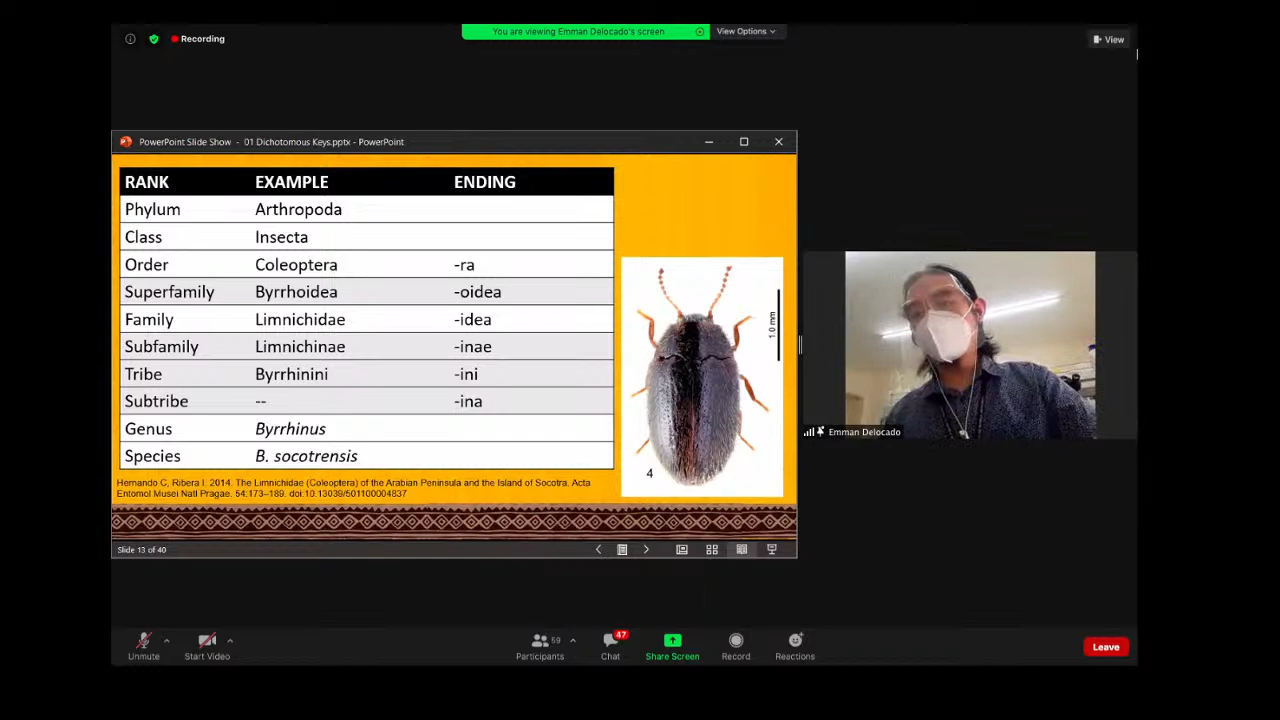 Recording
You are viewing Emman Delocado's screen
View Options
View
PowerPoint Slide Show - 01 Dichotomous Keys.pptx - PowerPoint
RANK EXAMPLE ENDING
Phylum Arthropoda
Class Insecta
Order Coleoptera -ra
Superfamily Byrrhoidea -oidea
Family Limnichidae -idea
Subfamily Limnichinae -inae
Tribe Byrrhinini -ini
Subtribe -- -ina
Genus Byrrhinus
Species B. socotrensis
1.0 mm
4
Hernando C, Ribera I. 2014. The Limnichidae (Coleoptera) of the Arabian Peninsula and the Island of Socotra, Acta
Entomol Musei Natl Pragae. 54:173–189. doi:10.13039/501100004837
Slide 13 of 40
Emman Delocado
Unmute
Start Video
59
Participants
47
Chat
Share Screen
Record
Reactions
Leave